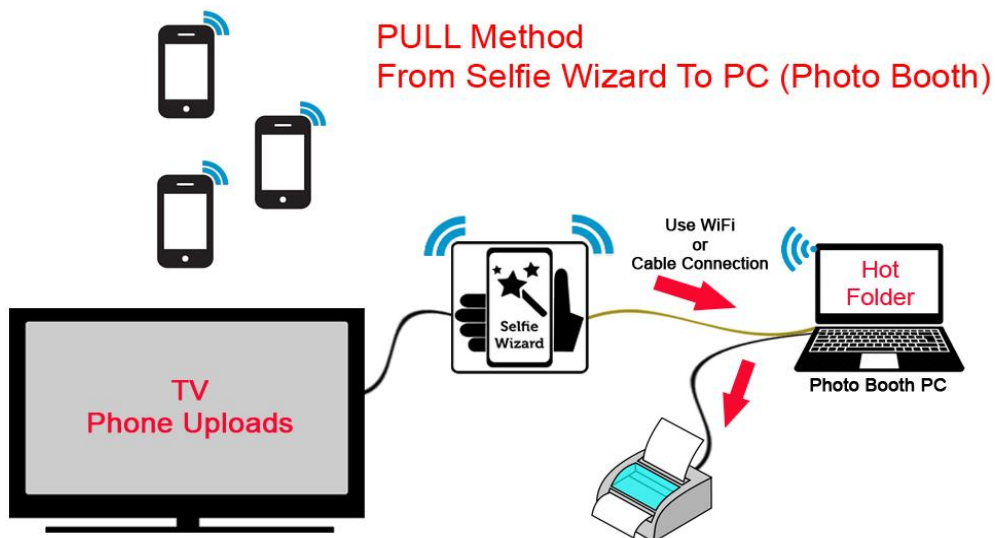 PULL Method
From Selfie Wizard To PC (Photo Booth)
Use WiFi
or
Cable Connection
Hot
Folder
Selfie
Wizard
Photo Booth PC
TV
Phone Uploads